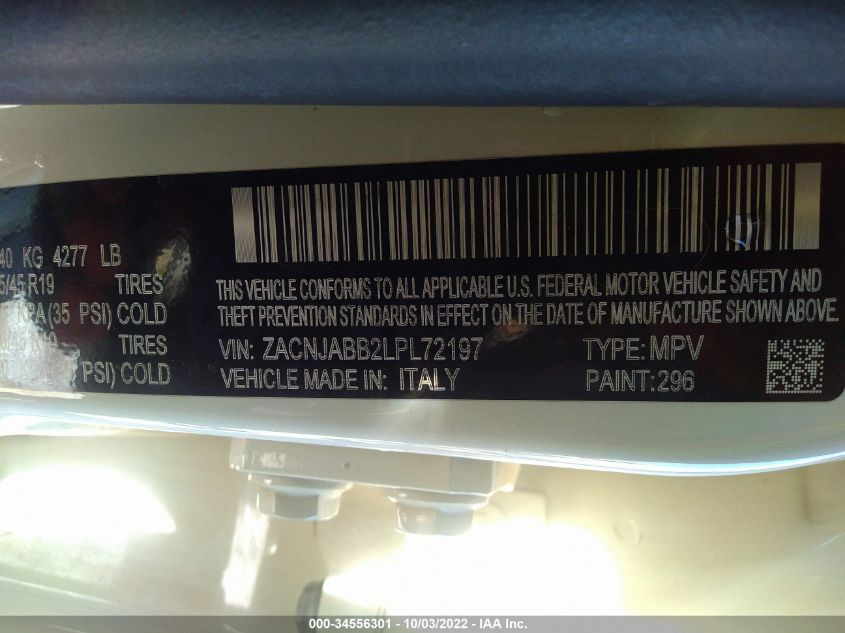 40 KG 4277 LB
5/45 R19 TIRES
(35 PSI) COLD
TIRES
PSI) COLD
THIS VEHICLE CONFORMS TO ALL APPLICABLE U.S. FEDERAL MOTOR VEHICLE SAFETY AND
THEFT PREVENTION STANDARDS IN EFFECT ON THE DATE OF MANUFACTURE SHOWN ABOVE.
VIN: ZACNJABB2LPL72197 TYPE: MPV
VEHICLE MADE IN: ITALY PAINT: 296
000-34556301 - 10/03/2022 - IAA Inc.